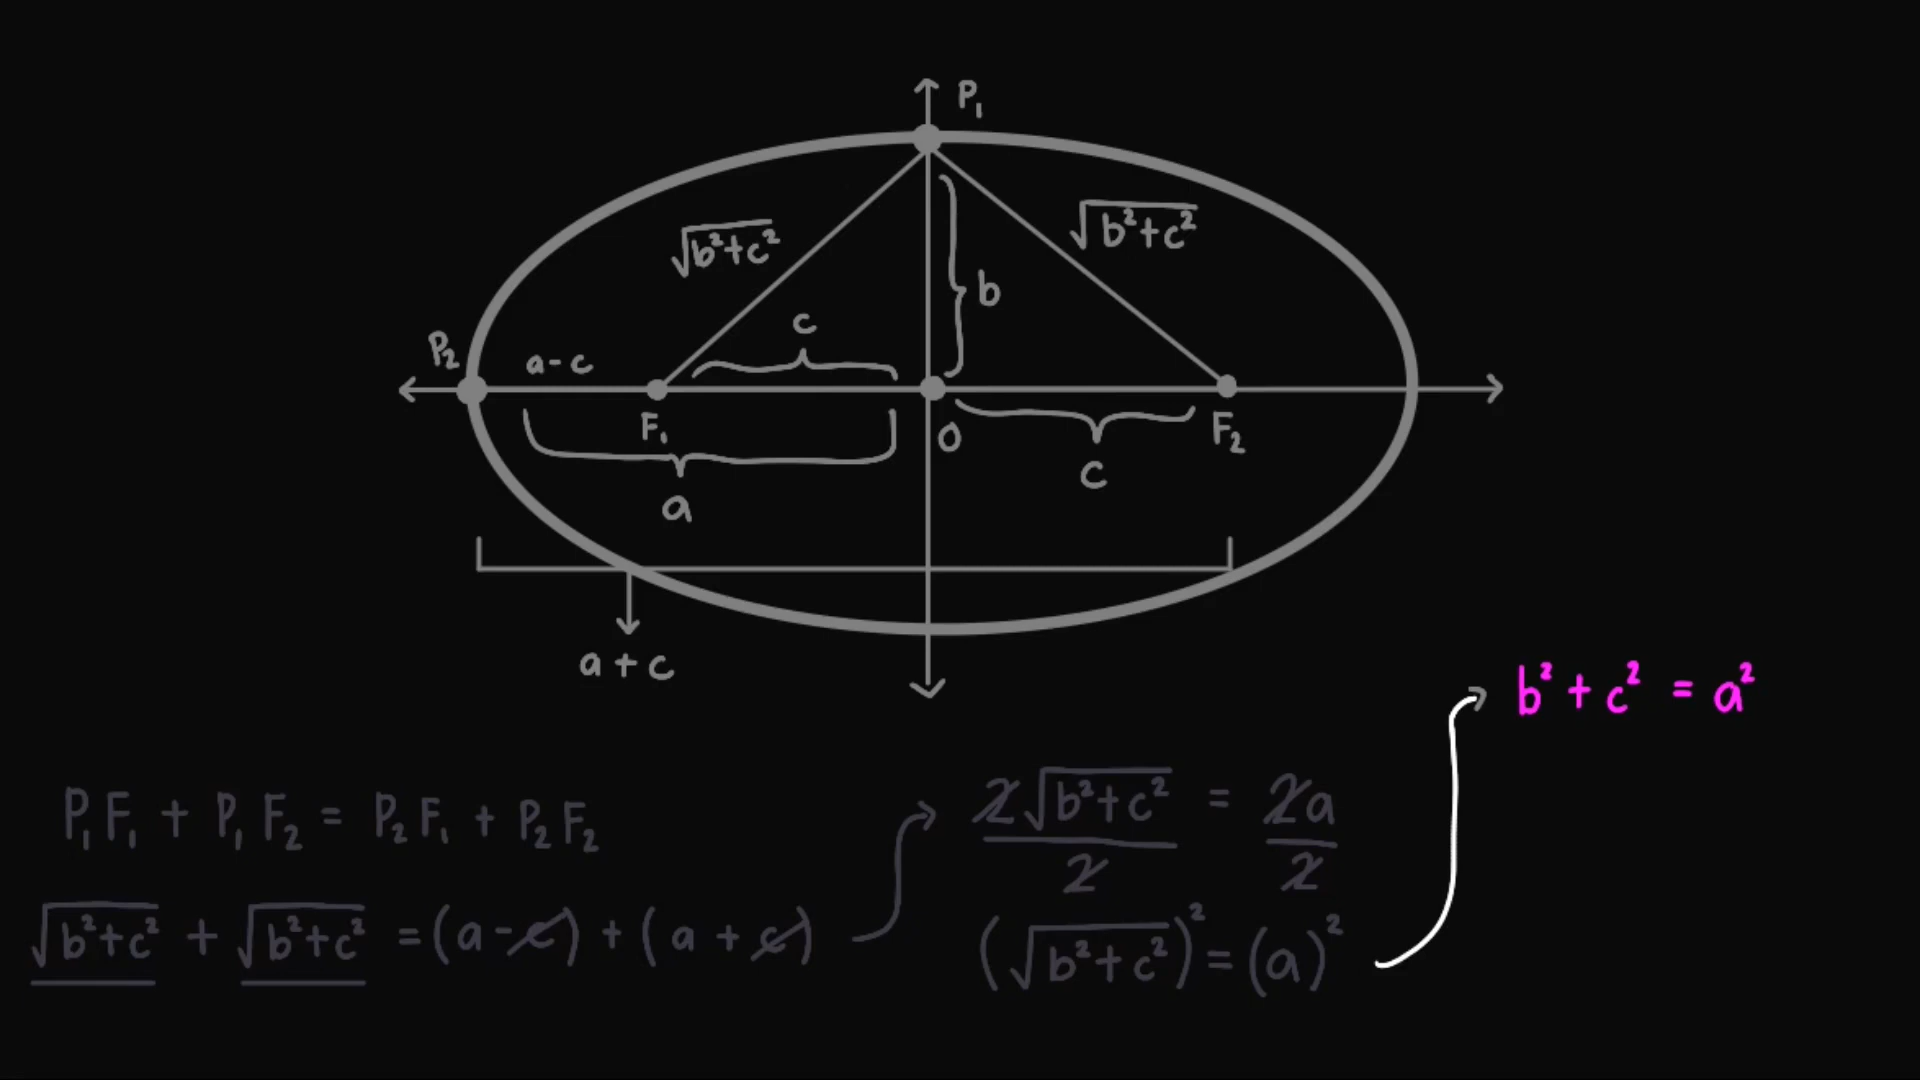 P₁
√b²+c²
√b²+c²
b
c
P₂
a-c
F₁
O
F₂
c
a
a + c
b² + c² = a²
P₁F₁ + P₁F₂ = P₂F₁ + P₂F₂
2√b²+c² = 2a
2 2
√b²+c² + √b²+c² = (a-c) + (a + c)
(√b²+c²)² = (a)²